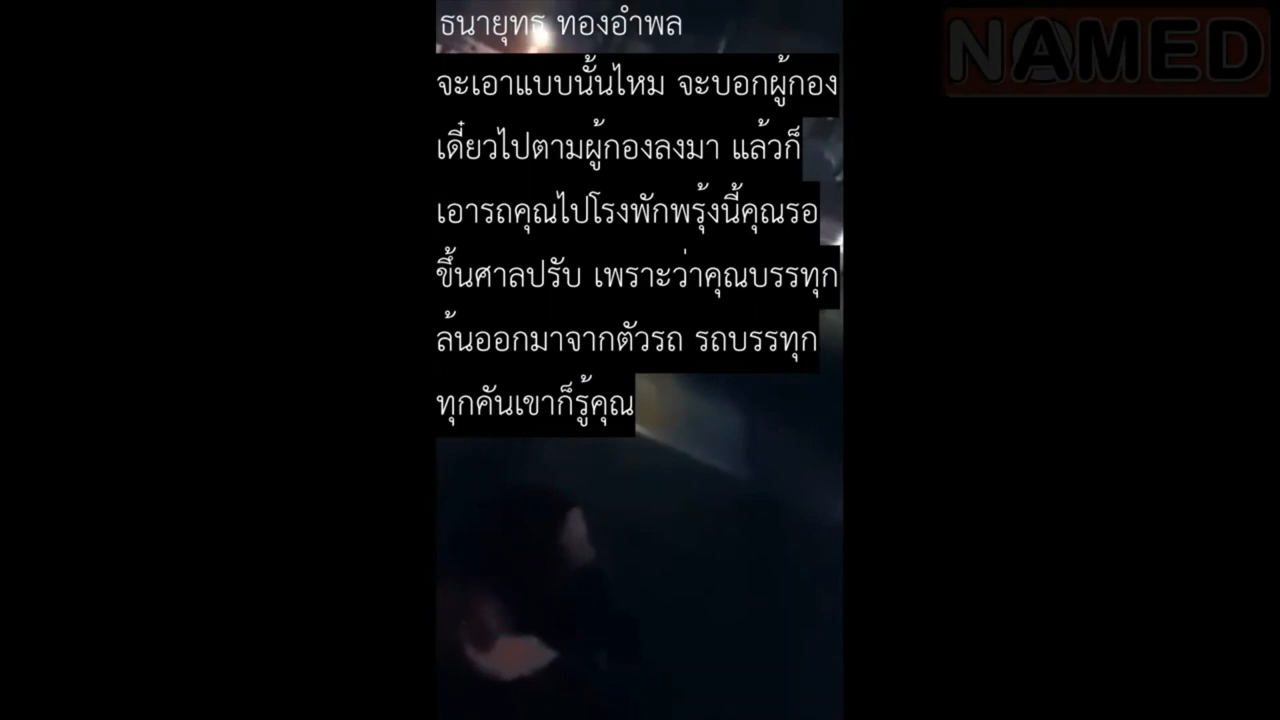 ธนายุทธ ทองอำพล
NAMED
จะเอาแบบนั้นไหม จะบอกผู้กอง
เดี๋ยวไปตามผู้กองลงมา แล้วก็
เอารถคุณไปโรงพักพรุ้งนี้คุณรอ
ขึ้นศาลปรับ เพราะว่าคุณบรรทุก
ล้นออกมาจากตัวรถ รถบรรทุก
ทุกคันเขาก็รู้คุณ